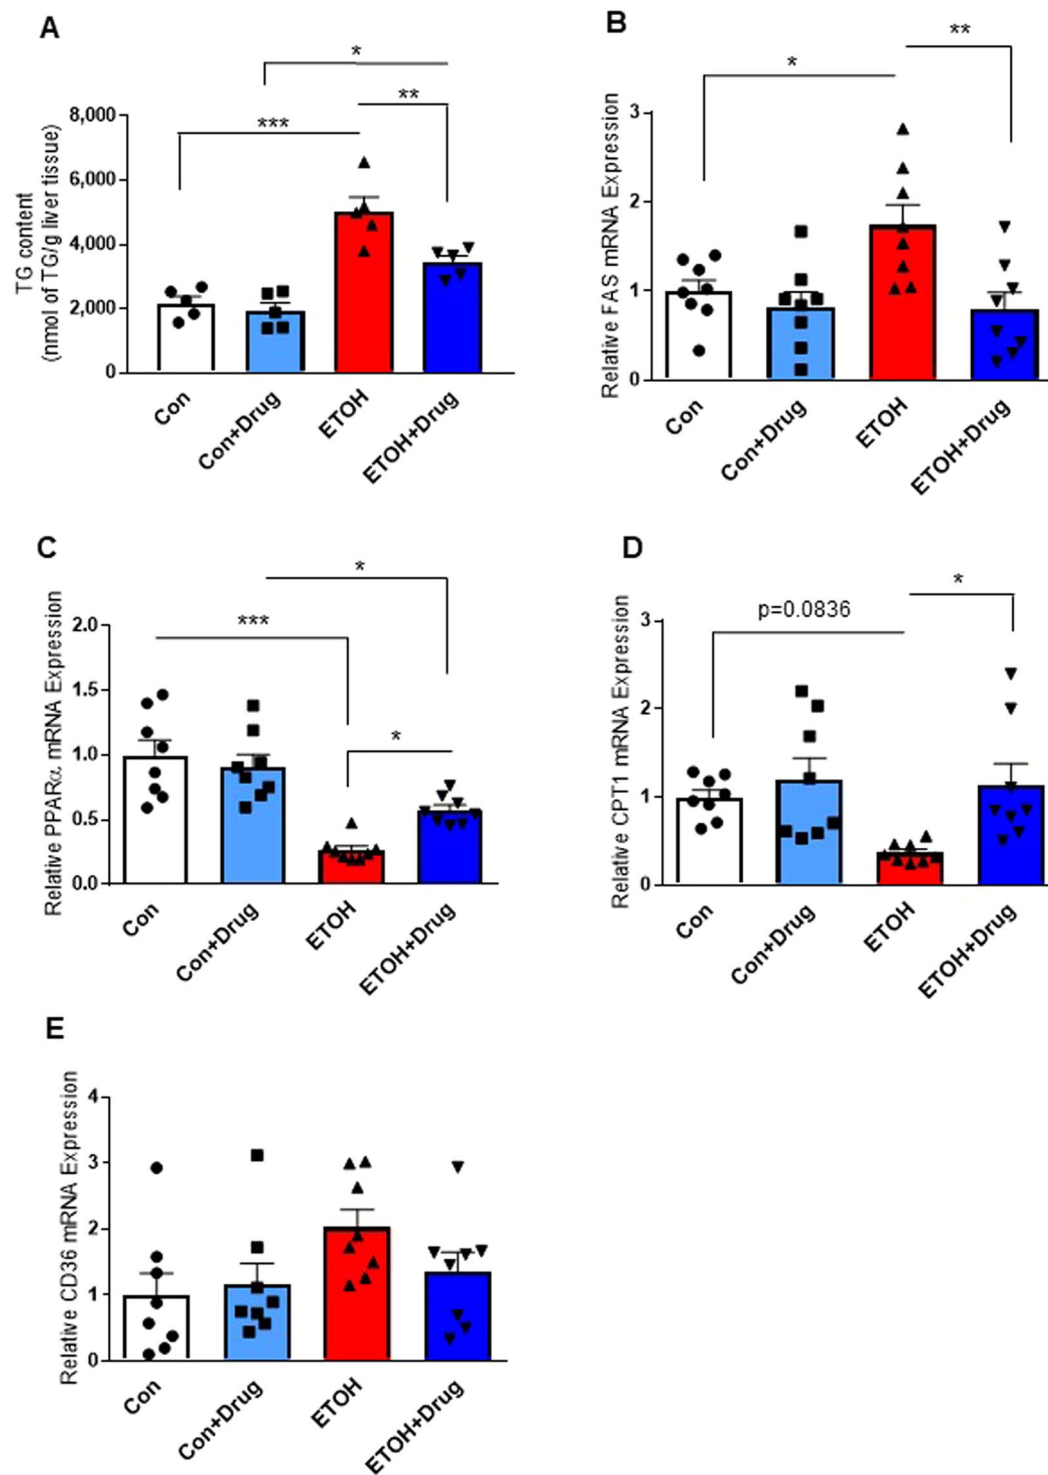 A
*
**
***
TG content
(nmol of TG/g liver tissue)
8,000
6,000
4,000
2,000
0
Con
Con+Drug
ETOH
ETOH+Drug
B
**
*
Relative FAS mRNA Expression
3
2
1
0
Con
Con+Drug
ETOH
ETOH+Drug
C
*
***
*
Relative PPARα mRNA Expression
2.0
1.5
1.0
0.5
0.0
Con
Con+Drug
ETOH
ETOH+Drug
D
*
p=0.0836
Relative CPT1 mRNA Expression
3
2
1
0
Con
Con+Drug
ETOH
ETOH+Drug
E
Relative CD36 mRNA Expression
4
3
2
1
0
Con
Con+Drug
ETOH
ETOH+Drug